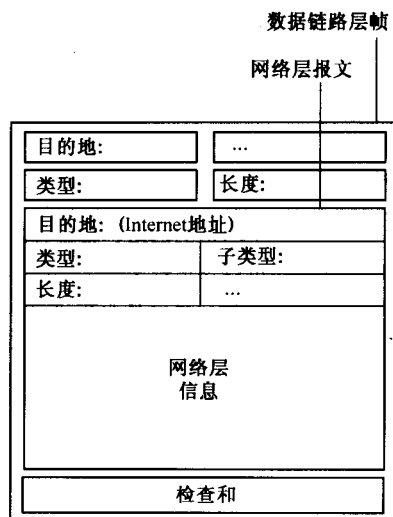 数据链路层帧
网络层报文
目的地: ...
类型: 长度:
目的地: (Internet地址)
类型: 子类型:
长度: ...
网络层
信息
检查和